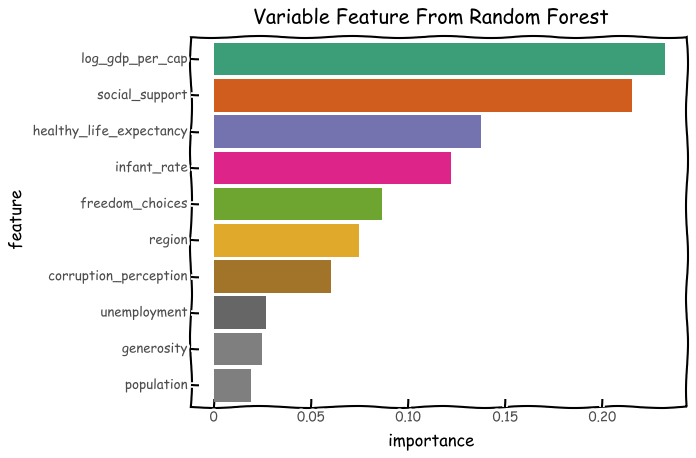 Variable Feature From Random Forest
log_gdp_per_cap
social_support
healthy_life_expectancy
infant_rate
freedom_choices
region
corruption_perception
unemployment
generosity
population
feature
0 0.05 0.10 0.15 0.20
importance